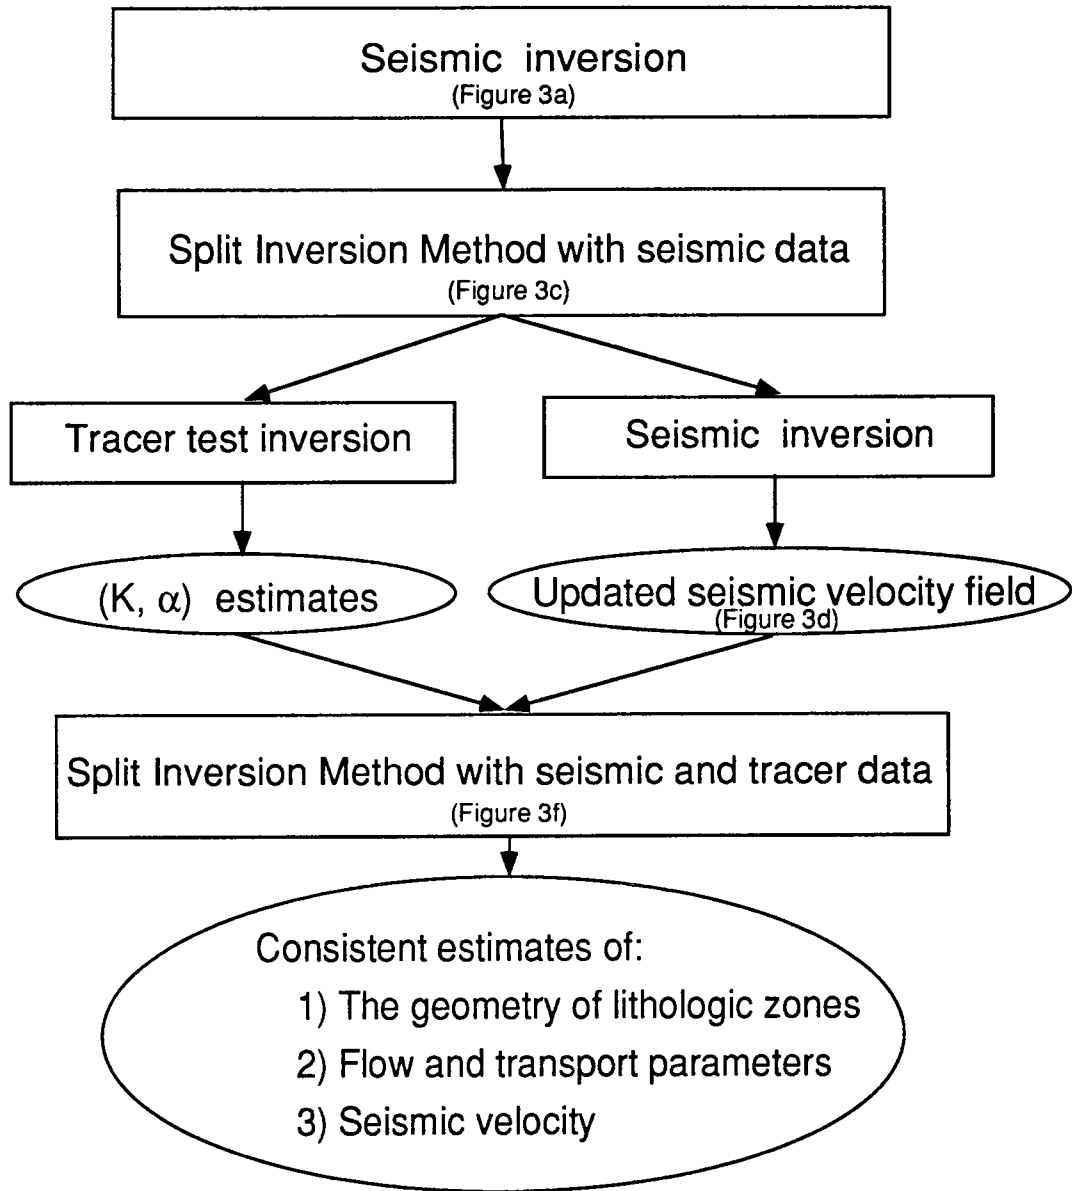 Seismic inversion
(Figure 3a)
Split Inversion Method with seismic data
(Figure 3c)
Tracer test inversion
Seismic inversion
(K, α) estimates
Updated seismic velocity field
(Figure 3d)
Split Inversion Method with seismic and tracer data
(Figure 3f)
Consistent estimates of:
1) The geometry of lithologic zones
2) Flow and transport parameters
3) Seismic velocity